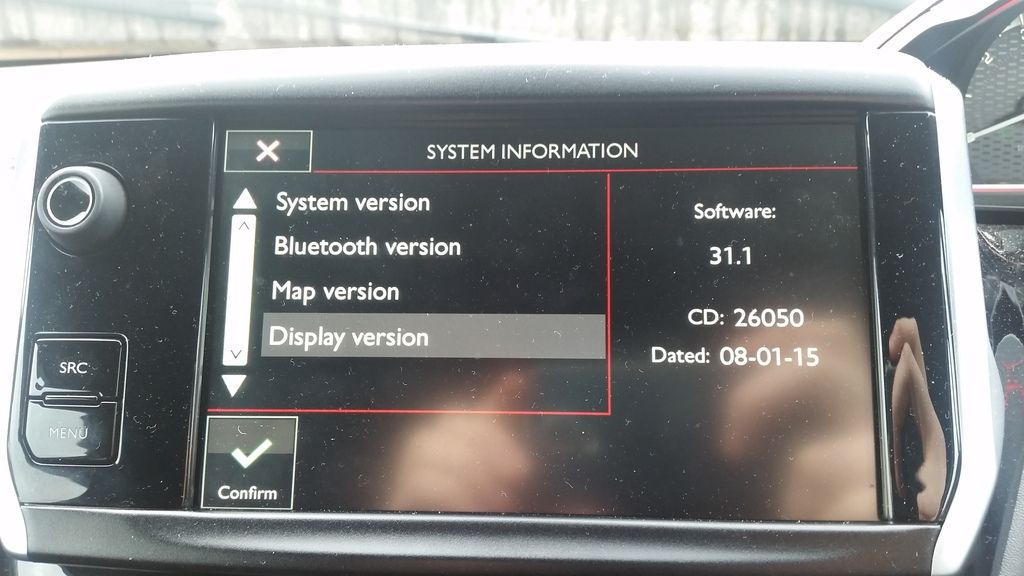 SYSTEM INFORMATION
System version
Bluetooth version
Map version
Display version
Software:
31.1
CD: 26050
Dated: 08-01-15
SRC
MENU
Confirm